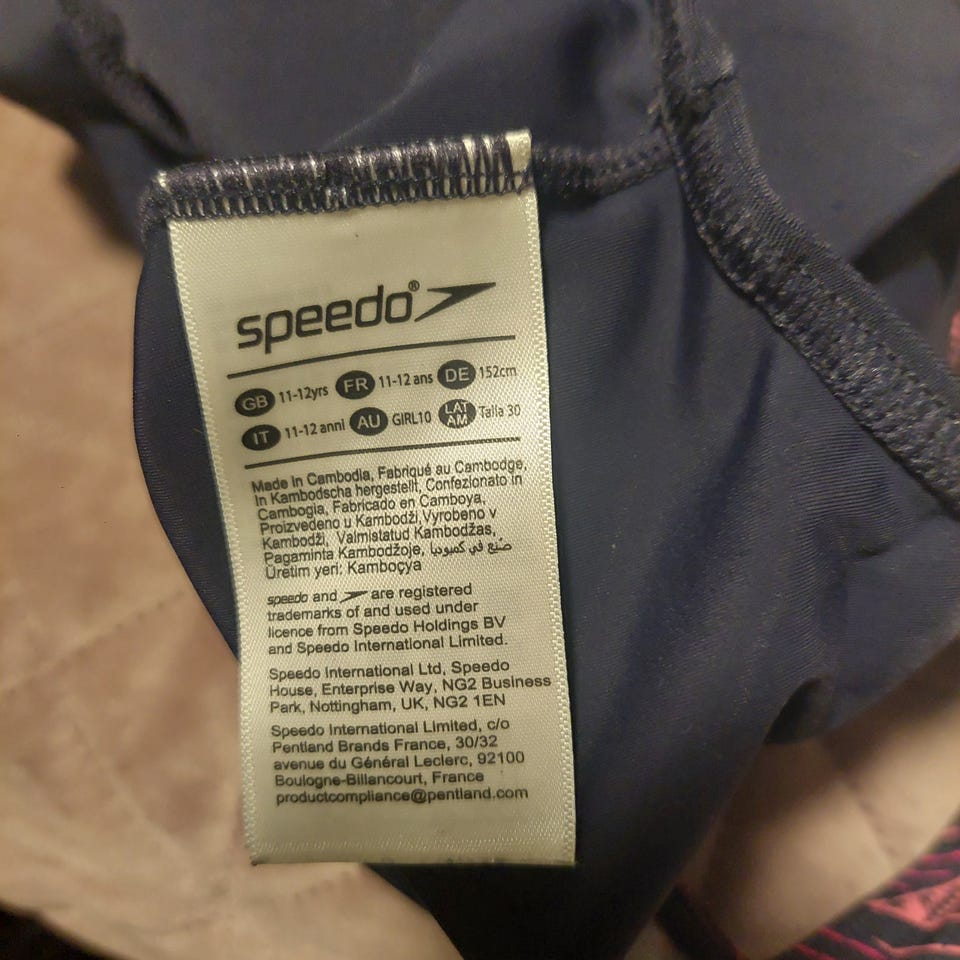 speedo®
GB 11-12yrs FR 11-12 ans DE 152cm
IT 11-12 anni AU GIRL10 LAT AM Talla 30
Made in Cambodia, Fabriqué au Cambodge,
In Kambodscha hergestellt, Confezionato in
Cambogia, Fabricado en Camboya,
Proizvedeno u Kambodži,Vyrobeno v
Kambodži, Valmistatud Kambodžas,
Pagaminta Kambodžoje, صُنِع في كمبوديا
Üretim yeri: Kamboçya
speedo and are registered
trademarks of and used under
licence from Speedo Holdings BV
and Speedo International Limited.
Speedo International Ltd, Speedo
House, Enterprise Way, NG2 Business
Park, Nottingham, UK, NG2 1EN
Speedo International Limited, c/o
Pentland Brands France, 30/32
avenue du Général Leclerc, 92100
Boulogne-Billancourt, France
productcompliance@pentland.com